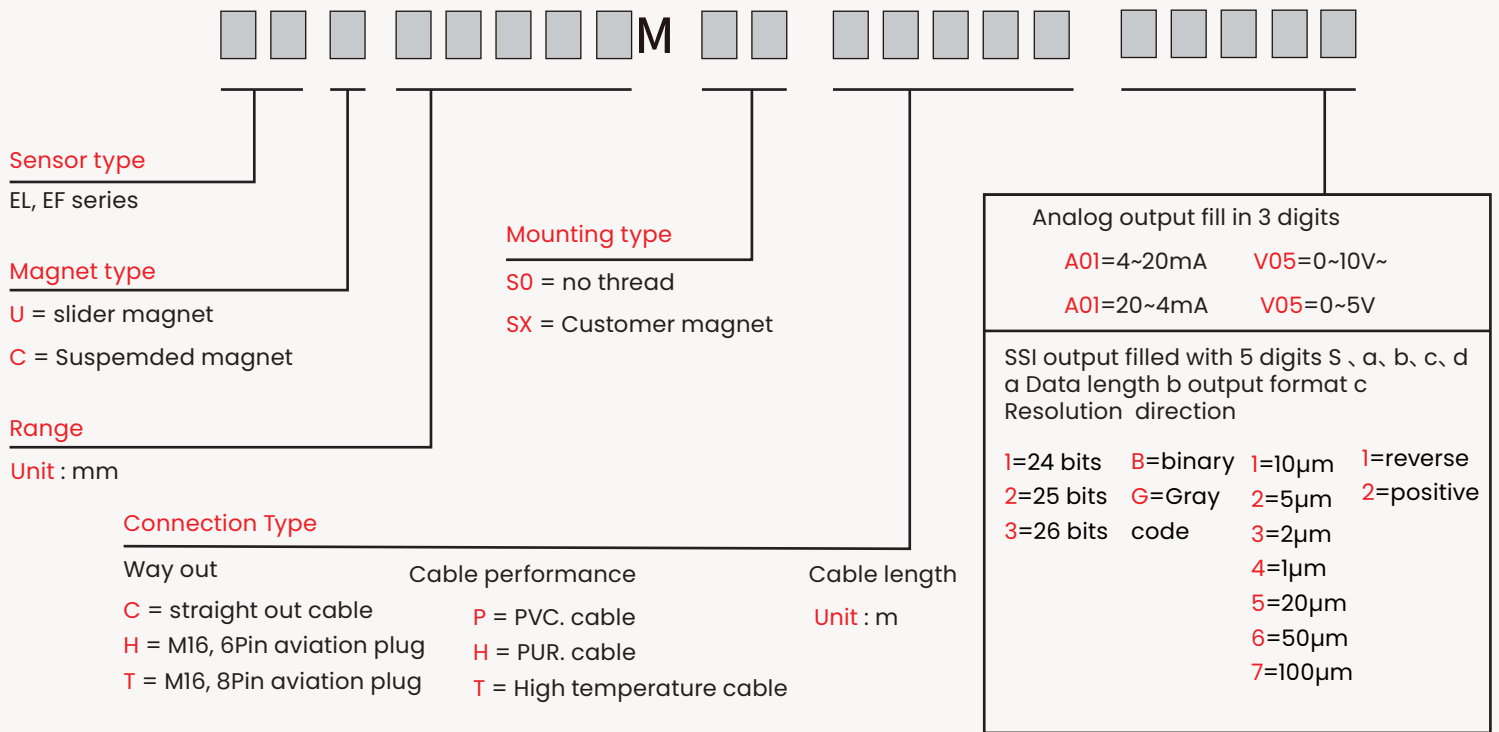 M
Sensor type
EL, EF series
Magnet type
U = slider magnet
C = Suspemded magnet
Range
Unit : mm
Mounting type
S0 = no thread
SX = Customer magnet
Connection Type
Way out
C = straight out cable
H = M16, 6Pin aviation plug
T = M16, 8Pin aviation plug
Cable performance
P = PVC. cable
H = PUR. cable
T = High temperature cable
Cable length
Unit : m
Analog output fill in 3 digits
A01=4~20mA V05=0~10V~
A01=20~4mA V05=0~5V
SSI output filled with 5 digits S 、a、b、c、d
a Data length b output format c
Resolution direction
1=24 bits
2=25 bits
3=26 bits
B=binary
G=Gray
code
1=10μm
2=5μm
3=2μm
4=1μm
5=20μm
6=50μm
7=100μm
1=reverse
2=positive